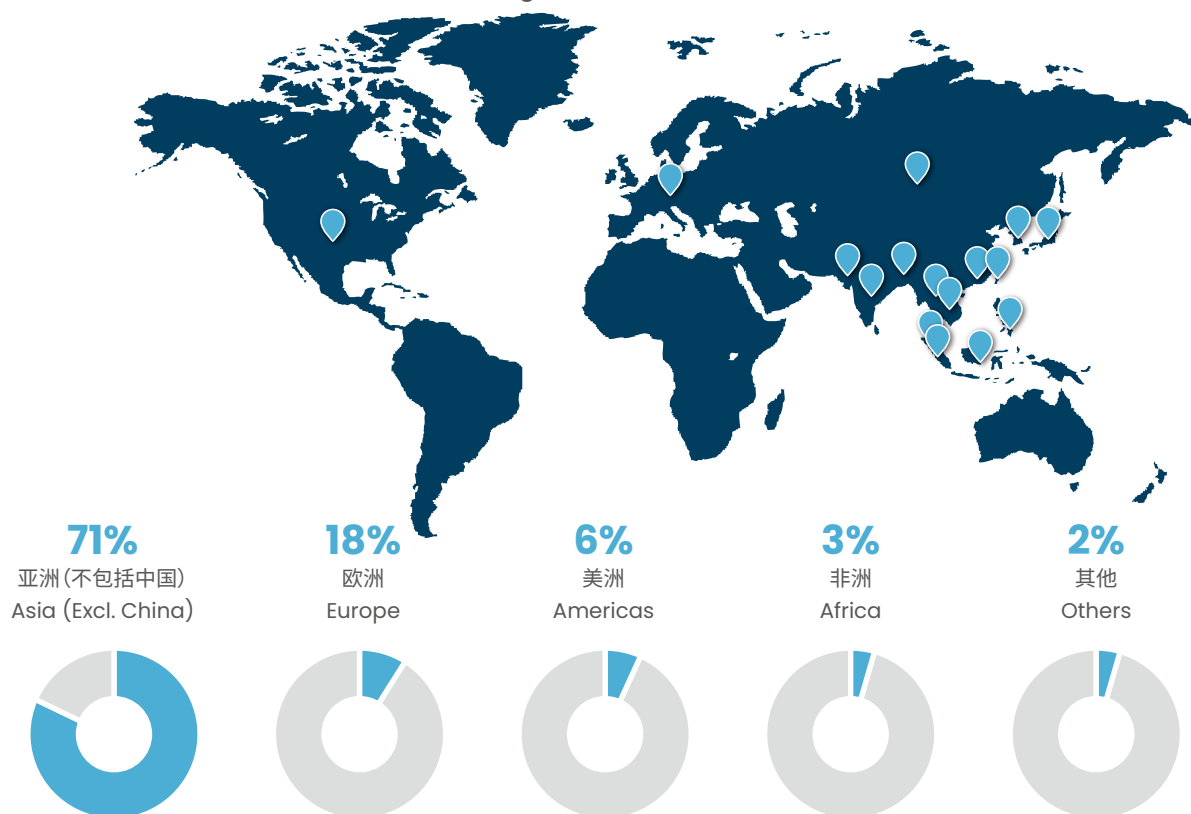 71%
亚洲(不包括中国)
Asia (Excl. China)
18%
欧洲
Europe
6%
美洲
Americas
3%
非洲
Africa
2%
其他
Others